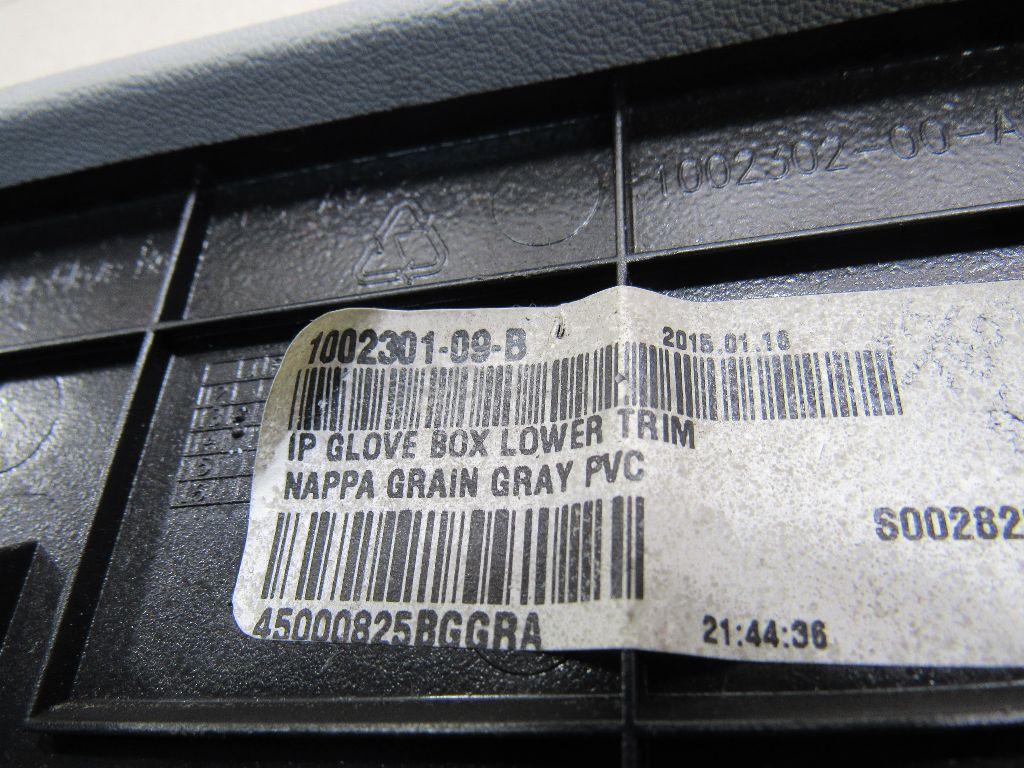 1002302-00-A
1002301-09-B
2015.01.16
IP GLOVE BOX LOWER TRIM
NAPPA GRAIN GRAY PVC
S002822
45000825BGGRA
21:44:36